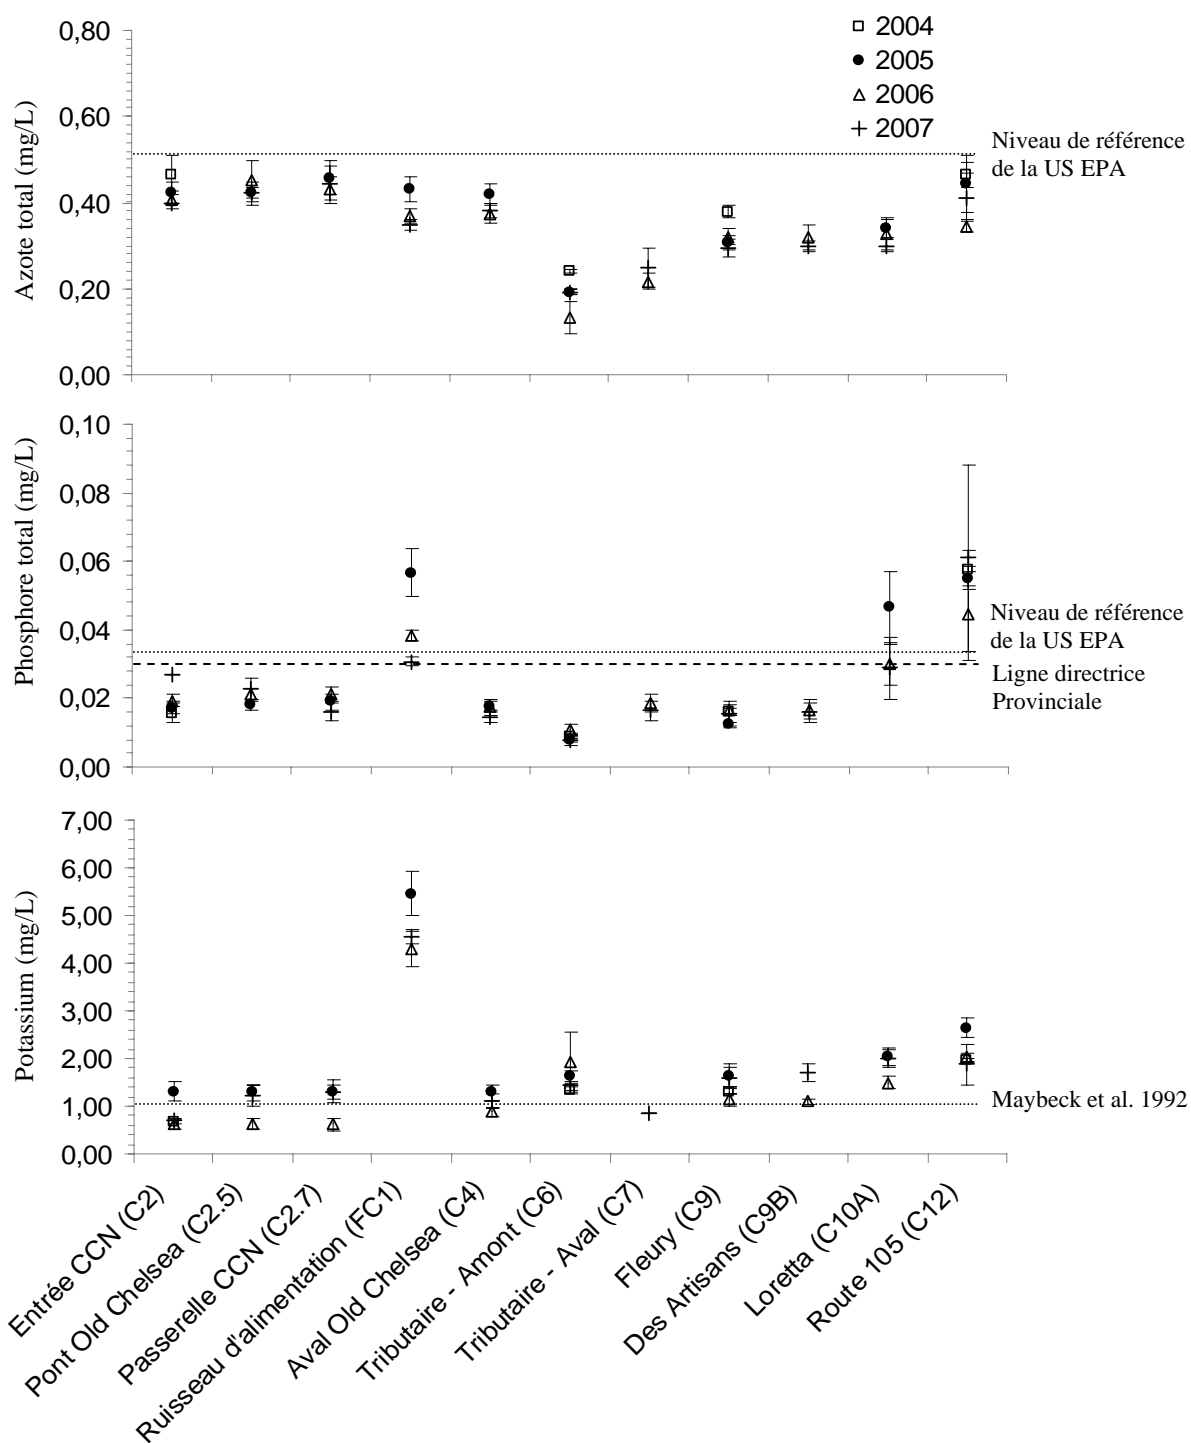 2004
2005
2006
2007
Azote total (mg/L)
0,80
0,60
0,40
0,20
0,00
Niveau de référence
de la US EPA
Phosphore total (mg/L)
0,10
0,08
0,06
0,04
0,02
0,00
Niveau de référence
de la US EPA
Ligne directrice
Provinciale
Potassium (mg/L)
7,00
6,00
5,00
4,00
3,00
2,00
1,00
0,00
Maybeck et al. 1992
Entrée CCN (C2)
Pont Old Chelsea (C2.5)
Passerelle CCN (C2.7)
Ruisseau d'alimentation (FC1)
Aval Old Chelsea (C4)
Tributaire - Amont (C6)
Tributaire - Aval (C7)
Fleury (C9)
Des Artisans (C9B)
Loretta (C10A)
Route 105 (C12)